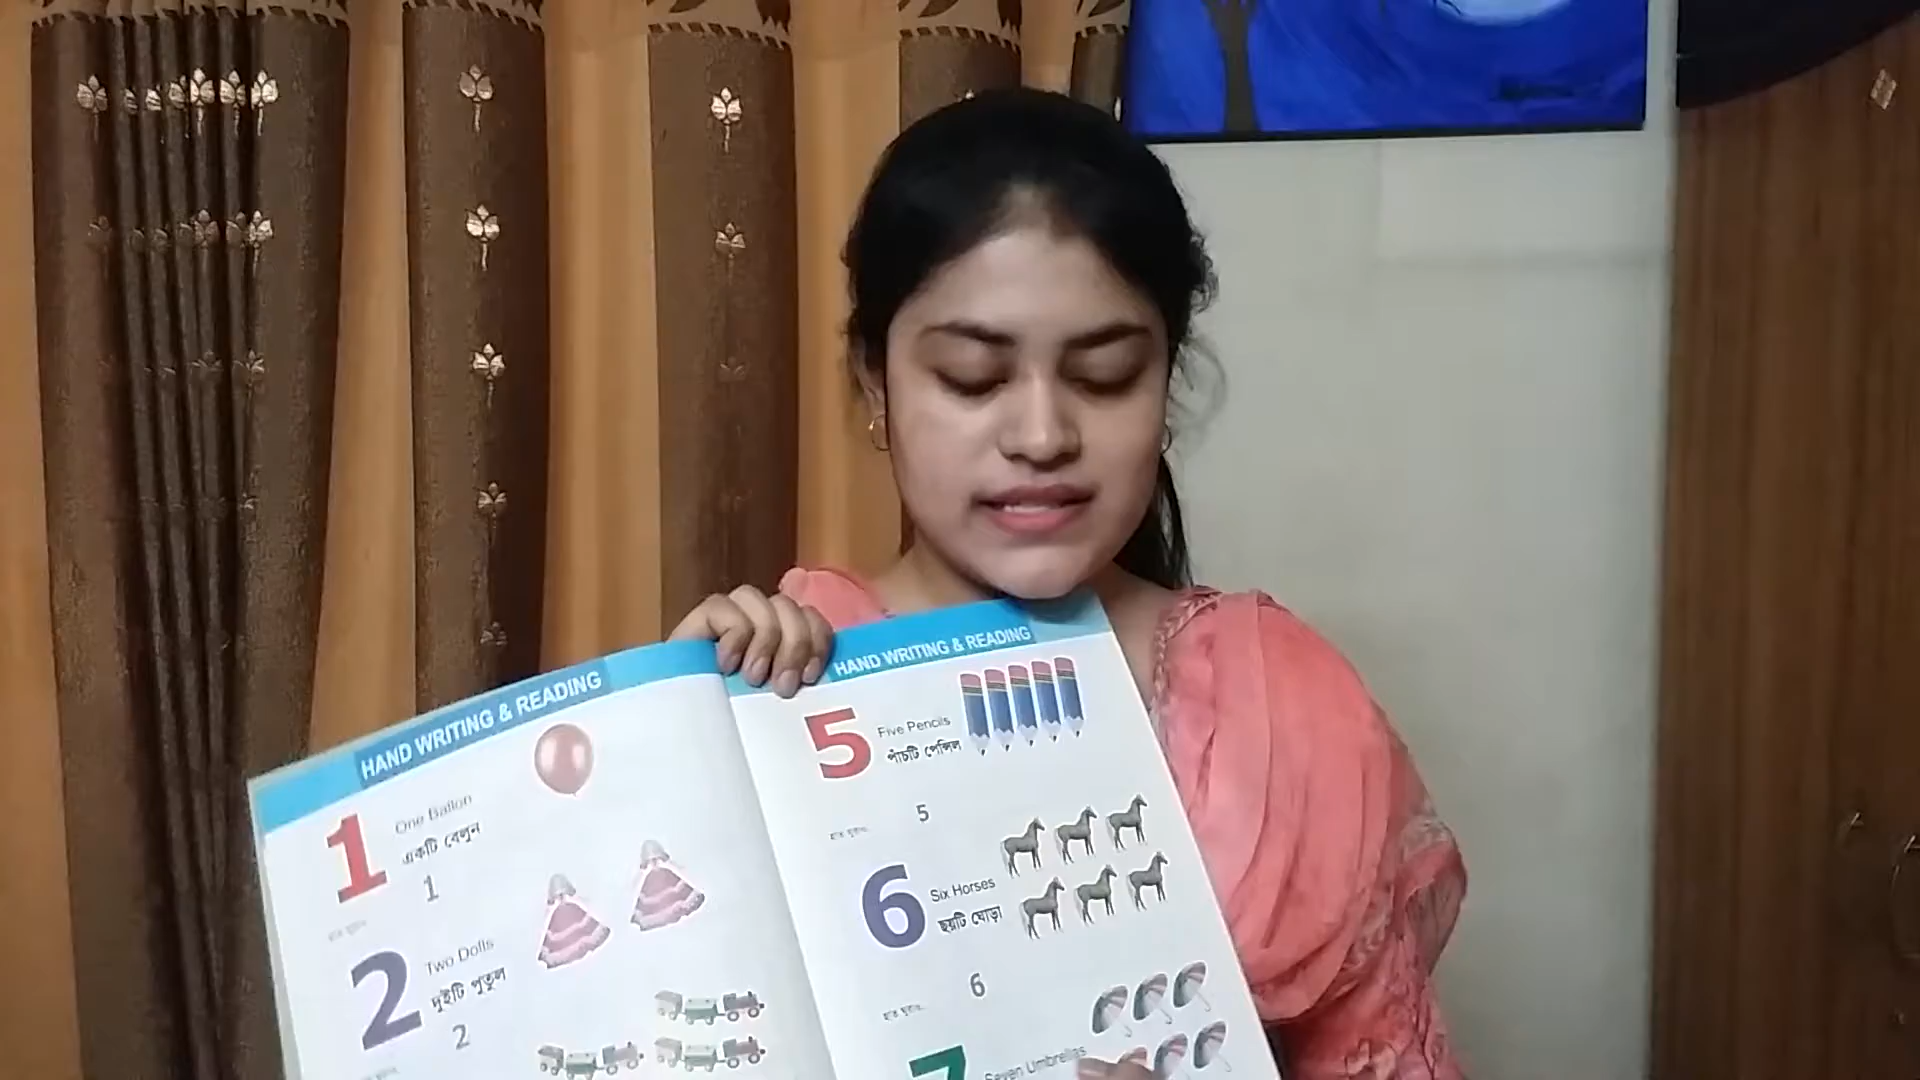 HAND WRITING & READING
1
One Ballon
একটি বেলুন
1
2
Two Dolls
দুইটি পুতুল
2
HAND WRITING & READING
5
Five Pencils
পাঁচটি পেন্সিল
5
6
Six Horses
ছয়টি ঘোড়া
6
7
Seven Umbrellas